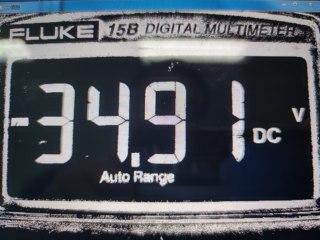 FLUKE 15B DIGITAL MULTIMETER
-34.91 V DC
Auto Range